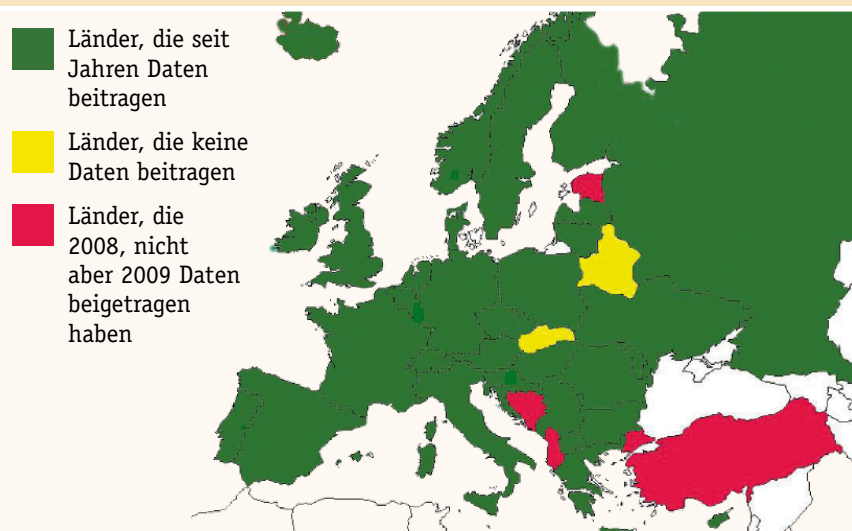 Länder, die seit
Jahren Daten
beitragen
Länder, die keine
Daten beitragen
Länder, die
2008, nicht
aber 2009 Daten
beigetragen
haben